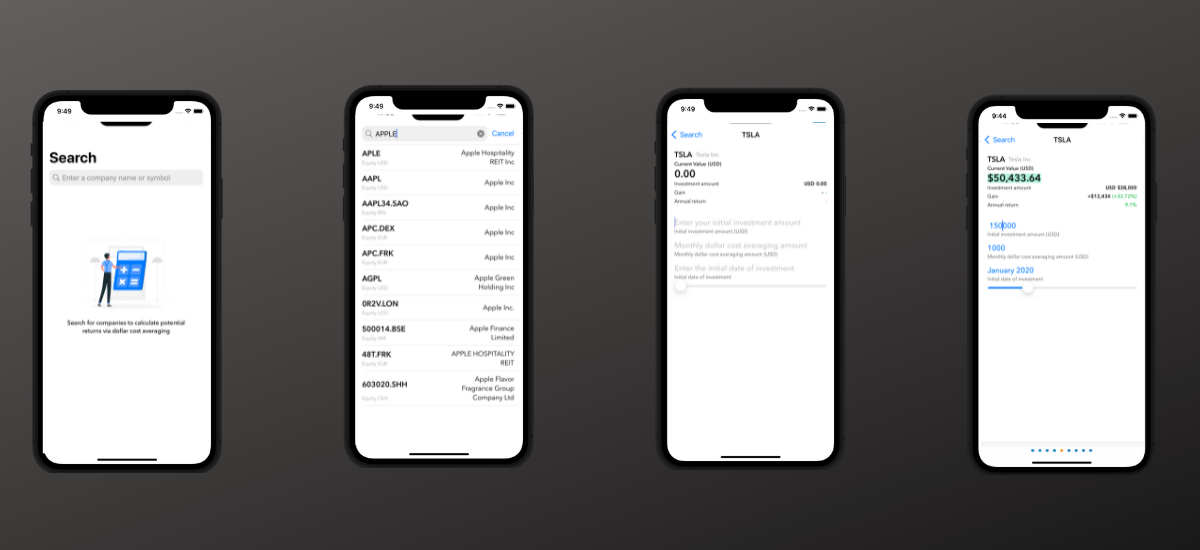 9:49
Search
Enter a company name or symbol
Search for companies to calculate potential
returns via dollar cost averaging
9:49
APPLE
Cancel
APLE Apple Hospitality
Equity USD REIT Inc
AAPL Apple Inc
Equity USD
AAPL34.SAO Apple Inc
Equity BRL
APC.DEX Apple Inc
Equity EUR
APC.FRK Apple Inc
Equity EUR
AGPL Apple Green
Equity USD Holding Inc
0R2V.LON Apple Inc.
Equity USD
500014.BSE Apple Finance
Equity INR Limited
48T.FRK APPLE HOSPITALITY
Equity EUR REIT
Apple Flavor
603020.SHH Fragrance Group
Equity CNY Company Ltd
9:49
Search TSLA
TSLA Tesla Inc
Current Value (USD)
0.00
Investment amount USD 0.00
Gain - -
Annual return -
Enter your initial investment amount
Initial investment amount (USD)
Monthly dollar cost averaging amount
Monthly dollar cost averaging amount (USD)
Enter the initial date of investment
Initial date of investment
9:44
Search TSLA
TSLA Tesla Inc
Current Value (USD)
$50,433.64
Investment amount USD $38,000
Gain +$12,434 (+32.72%)
Annual return 9.1%
150000
Initial investment amount (USD)
1000
Monthly dollar cost averaging amount (USD)
January 2020
Initial date of investment